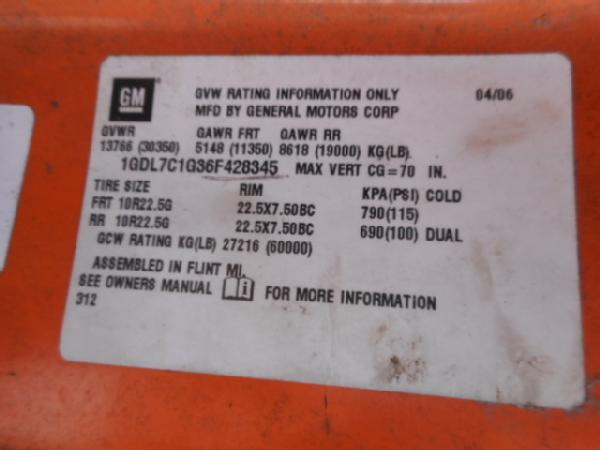 GM
GVW RATING INFORMATION ONLY 04/06
MFD BY GENERAL MOTORS CORP
GVWR GAWR FRT GAWR RR
13766 (30350) 5148 (11350) 8618 (19000) KG(LB)
1GDL7C1G36F428345 MAX VERT CG=70 IN.
TIRE SIZE RIM KPA(PSI) COLD
FRT 10R22.5G 22.5X7.50BC 790(115)
RR 10R22.5G 22.5X7.50BC 690(100) DUAL
GCW RATING KG(LB) 27216 (60000)
ASSEMBLED IN FLINT MI.
SEE OWNERS MANUAL i FOR MORE INFORMATION
312